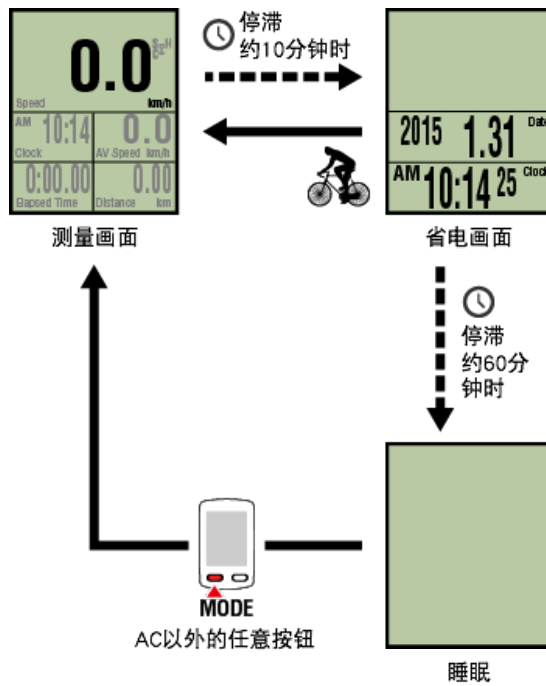 停滞
约10分钟时
0.0
Speed
km/h
AM 10:14
Clock
0.0
AV Speed km/h
0:00.00
Elapsed Time
0.00
Distance km
测量画面
2015 1.31 Date
AM 10:14 25 Clock
省电画面
停滞
约60分
钟时
MODE
AC以外的任意按钮
睡眠